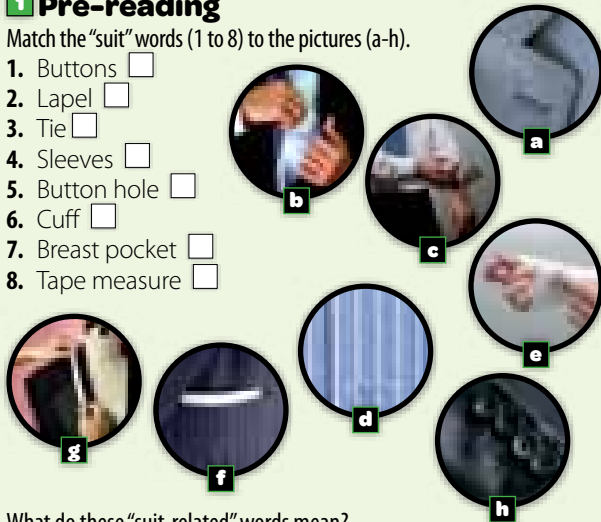 1 Pre-reading
Match the “suit” words (1 to 8) to the pictures (a-h).
1. Buttons
2. Lapel
3. Tie
4. Sleeves
5. Button hole
6. Cuff
7. Breast pocket
8. Tape measure
a
b
c
e
d
g
f
h
What do these “suit-related” words mean?